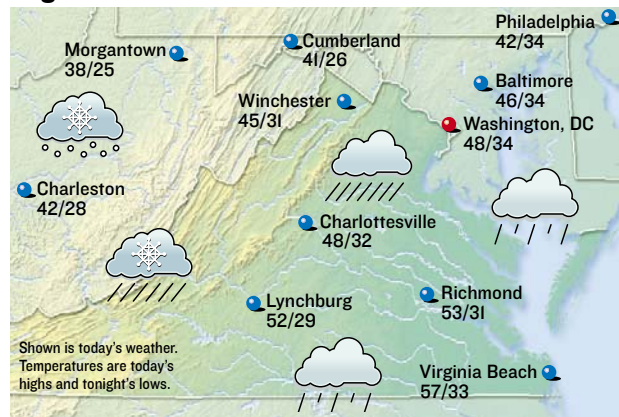 Philadelphia
42/34
Morgantown
38/25
Cumberland
41/26
Baltimore
46/34
Winchester
45/31
Washington, DC
48/34
Charleston
42/28
Charlottesville
48/32
Lynchburg
52/29
Richmond
53/31
Shown is today's weather.
Temperatures are today's
highs and tonight's lows.
Virginia Beach
57/33